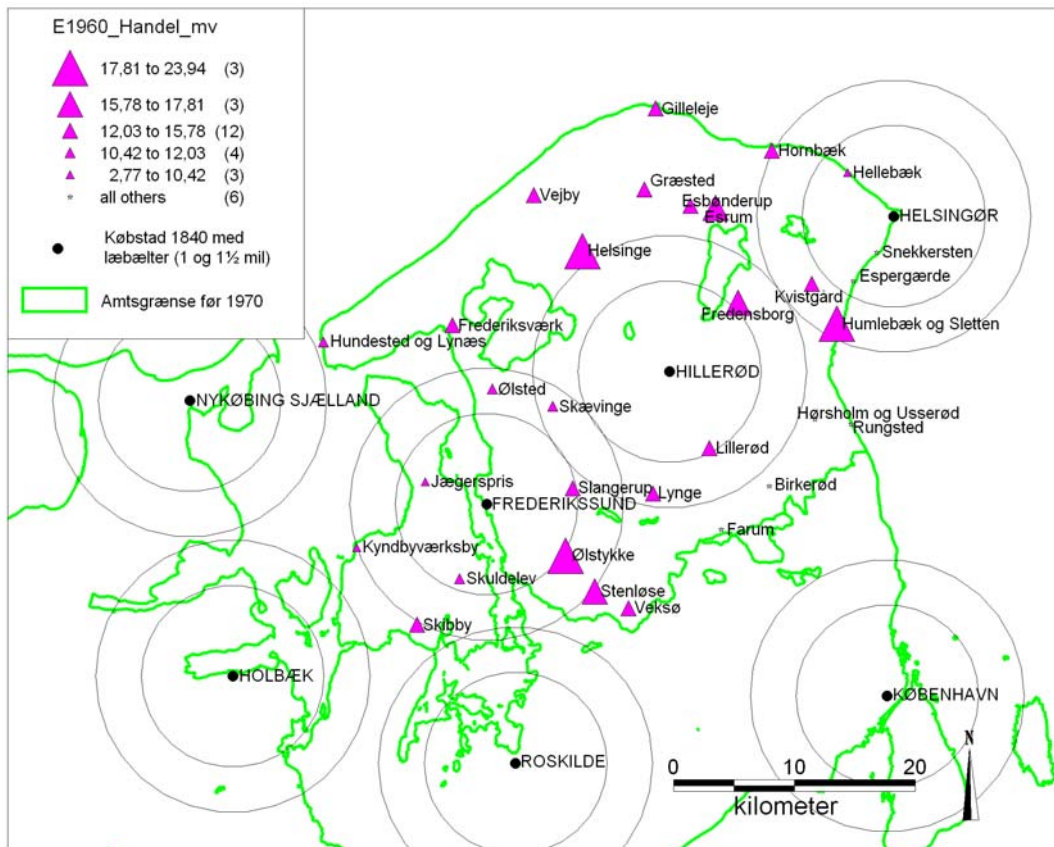 E1960_Handel_mv
17,81 to 23,94 (3)
15,78 to 17,81 (3)
12,03 to 15,78 (12)
10,42 to 12,03 (4)
2,77 to 10,42 (3)
all others (6)
Købstad 1840 med
læbælter (1 og 1½ mil)
Amtsgrænse før 1970
Gilleleje
Hornbæk
Hellebæk
Græsted
Vejby
Esbønderup
Esrum
HELSINGØR
Helsinge
Snekkersten
Espergærde
Kvistgård
Fredensborg
Humlebæk og Sletten
Frederiksværk
Hundested og Lynæs
HILLERØD
Ølsted
NYKØBING SJÆLLAND
Skævinge
Hørsholm og Usserød
Rungsted
Lillerød
Jægerspris
Slangerup
Lynge
Birkerød
FREDERIKSSUND
Farum
Kyndbyværksby
Ølstykke
Skuldelev
Stenløse
Veksø
Skibby
HOLBÆK
KØBENHAVN
ROSKILDE
N
0 10 20
kilometer